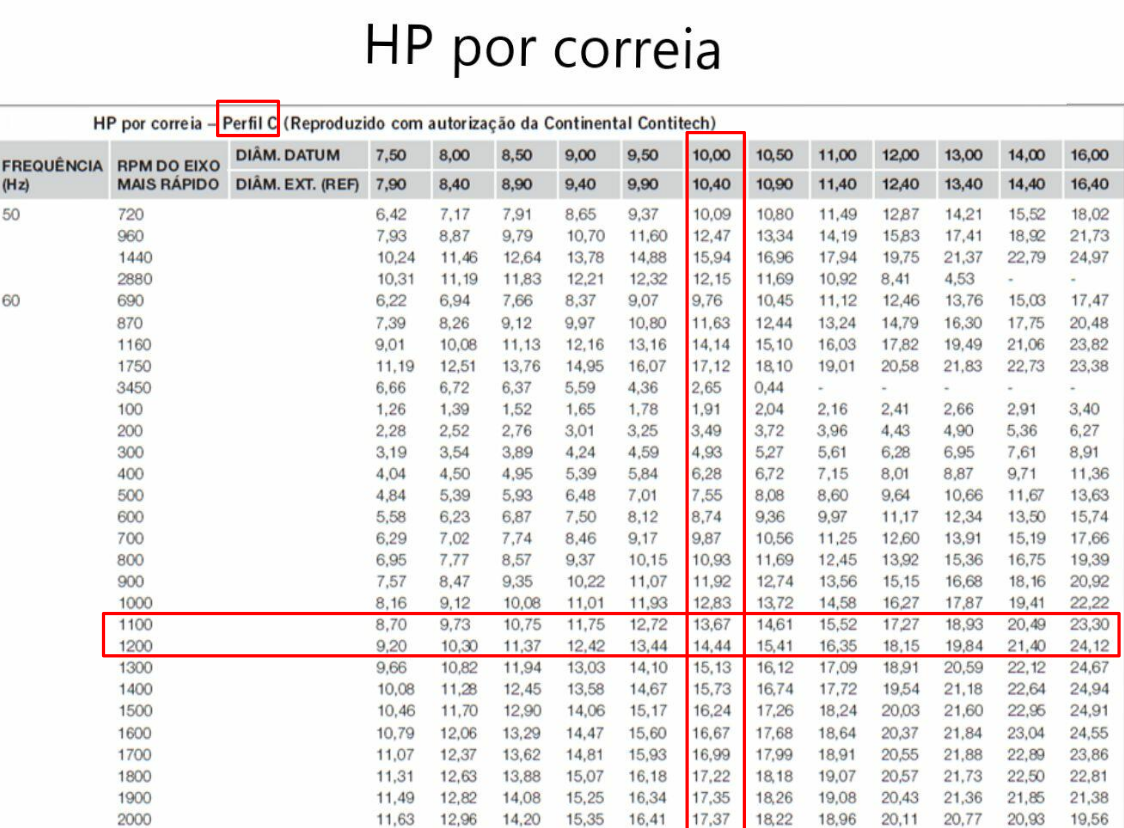 HP por correia
HP por correia – Perfil C (Reproduzido com autorização da Continental Contitech)
FREQUÊNCIA (Hz) RPM DO EIXO MAIS RÁPIDO DIÂM. DATUM 7,50 8,00 8,50 9,00 9,50 10,00 10,50 11,00 12,00 13,00 14,00 16,00
DIÂM. EXT. (REF) 7,90 8,40 8,90 9,40 9,90 10,40 10,90 11,40 12,40 13,40 14,40 16,40
50 720 6,42 7,17 7,91 8,65 9,37 10,09 10,80 11,49 12,87 14,21 15,52 18,02
960 7,93 8,87 9,79 10,70 11,60 12,47 13,34 14,19 15,83 17,41 18,92 21,73
1440 10,24 11,46 12,64 13,78 14,88 15,94 16,96 17,94 19,75 21,37 22,79 24,97
2880 10,31 11,19 11,83 12,21 12,32 12,15 11,69 10,92 8,41 4,53 - -
60 690 6,22 6,94 7,66 8,37 9,07 9,76 10,45 11,12 12,46 13,76 15,03 17,47
870 7,39 8,26 9,12 9,97 10,80 11,63 12,44 13,24 14,79 16,30 17,75 20,48
1160 9,01 10,08 11,13 12,16 13,16 14,14 15,10 16,03 17,82 19,49 21,06 23,82
1750 11,19 12,51 13,76 14,95 16,07 17,12 18,10 19,01 20,58 21,83 22,73 23,38
3450 6,66 6,72 6,37 5,59 4,36 2,65 0,44 - - - - -
100 1,26 1,39 1,52 1,65 1,78 1,91 2,04 2,16 2,41 2,66 2,91 3,40
200 2,28 2,52 2,76 3,01 3,25 3,49 3,72 3,96 4,43 4,90 5,36 6,27
300 3,19 3,54 3,89 4,24 4,59 4,93 5,27 5,61 6,28 6,95 7,61 8,91
400 4,04 4,50 4,95 5,39 5,84 6,28 6,72 7,15 8,01 8,87 9,71 11,36
500 4,84 5,39 5,93 6,48 7,01 7,55 8,08 8,60 9,64 10,66 11,67 13,63
600 5,58 6,23 6,87 7,50 8,12 8,74 9,36 9,97 11,17 12,34 13,50 15,74
700 6,29 7,02 7,74 8,46 9,17 9,87 10,56 11,25 12,60 13,91 15,19 17,66
800 6,95 7,77 8,57 9,37 10,15 10,93 11,69 12,45 13,92 15,36 16,75 19,39
900 7,57 8,47 9,35 10,22 11,07 11,92 12,74 13,56 15,15 16,68 18,16 20,92
1000 8,16 9,12 10,08 11,01 11,93 12,83 13,72 14,58 16,27 17,87 19,41 22,22
1100 8,70 9,73 10,75 11,75 12,72 13,67 14,61 15,52 17,27 18,93 20,49 23,30
1200 9,20 10,30 11,37 12,42 13,44 14,44 15,41 16,35 18,15 19,84 21,40 24,12
1300 9,66 10,82 11,94 13,03 14,10 15,13 16,12 17,09 18,91 20,59 22,12 24,67
1400 10,08 11,28 12,45 13,58 14,67 15,73 16,74 17,72 19,54 21,18 22,64 24,94
1500 10,46 11,70 12,90 14,06 15,17 16,24 17,26 18,24 20,03 21,60 22,95 24,91
1600 10,79 12,06 13,29 14,47 15,60 16,67 17,68 18,64 20,37 21,84 23,04 24,55
1700 11,07 12,37 13,62 14,81 15,93 16,99 17,99 18,91 20,55 21,88 22,89 23,86
1800 11,31 12,63 13,88 15,07 16,18 17,22 18,18 19,07 20,57 21,73 22,50 22,81
1900 11,49 12,82 14,08 15,25 16,34 17,35 18,26 19,08 20,43 21,36 21,85 21,38
2000 11,63 12,96 14,20 15,35 16,41 17,37 18,22 18,96 20,11 20,77 20,93 19,56